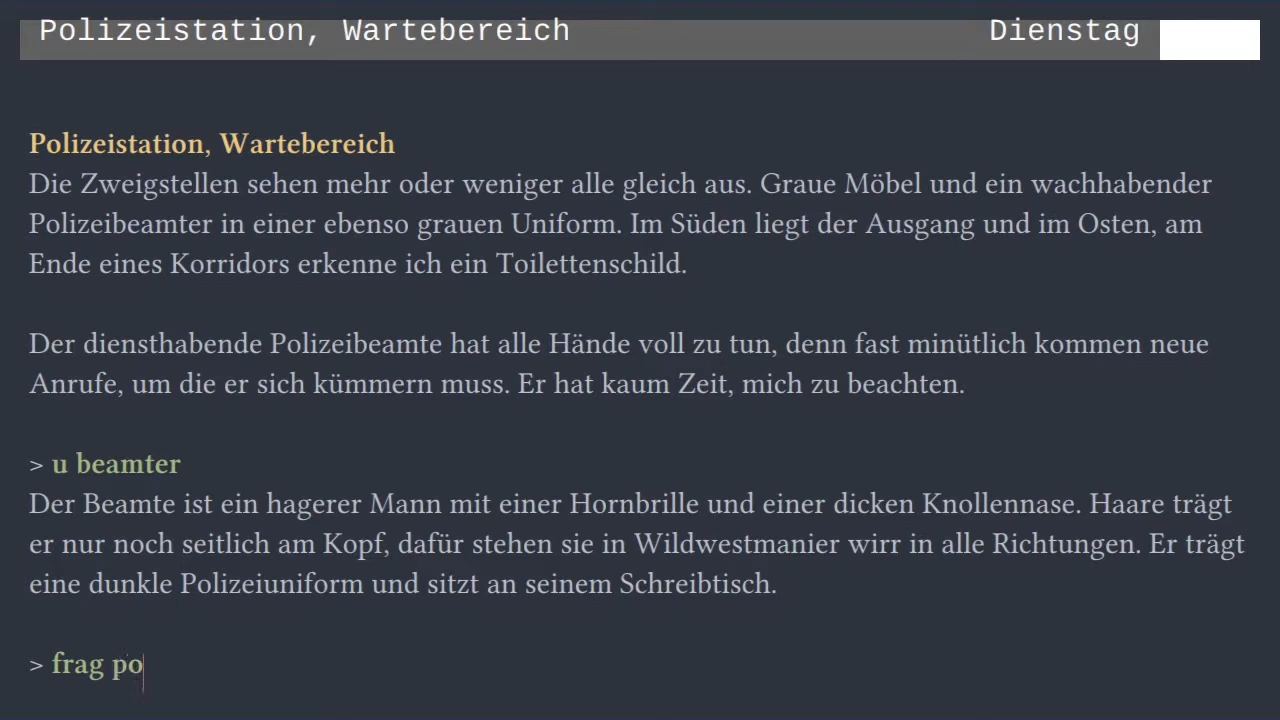 Polizeistation, Wartebereich Dienstag
Polizeistation, Wartebereich
Die Zweigstellen sehen mehr oder weniger alle gleich aus. Graue Möbel und ein wachhabender
Polizeibeamter in einer ebenso grauen Uniform. Im Süden liegt der Ausgang und im Osten, am
Ende eines Korridors erkenne ich ein Toilettenschild.
Der diensthabende Polizeibeamte hat alle Hände voll zu tun, denn fast minütlich kommen neue
Anrufe, um die er sich kümmern muss. Er hat kaum Zeit, mich zu beachten.
> u beamter
Der Beamte ist ein hagerer Mann mit einer Hornbrille und einer dicken Knollennase. Haare trägt
er nur noch seitlich am Kopf, dafür stehen sie in Wildwestmanier wirr in alle Richtungen. Er trägt
eine dunkle Polizeiuniform und sitzt an seinem Schreibtisch.
> frag po